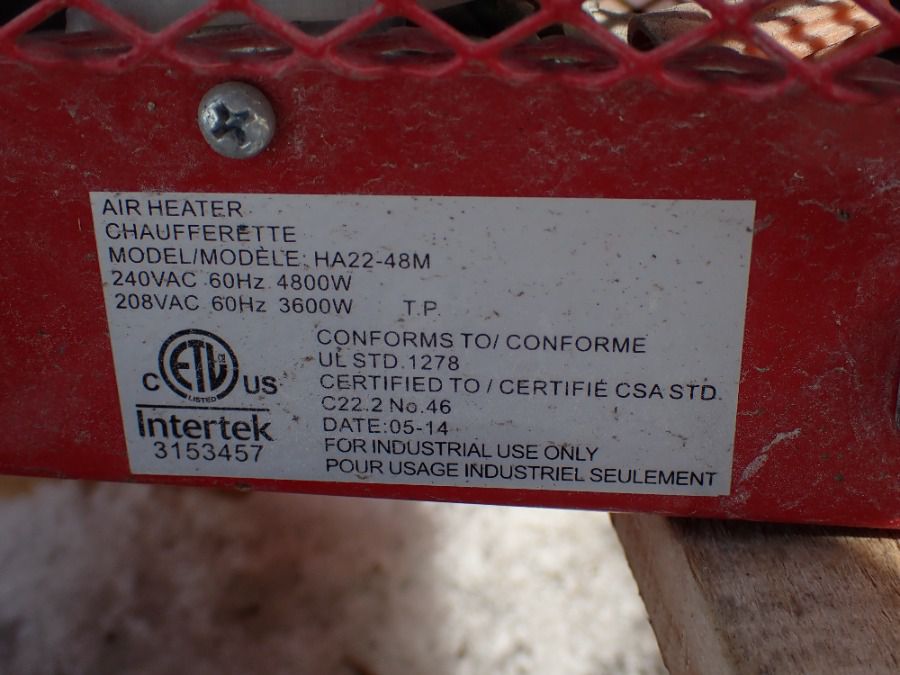 AIR HEATER
CHAUFFERETTE
MODEL/MODÈLE: HA22-48M
240VAC 60Hz 4800W
208VAC 60Hz 3600W T.P.
CONFORMS TO/ CONFORME
UL STD.1278
CERTIFIED TO / CERTIFIÉ CSA STD.
C22.2 No.46
DATE:05-14
FOR INDUSTRIAL USE ONLY
POUR USAGE INDUSTRIEL SEULEMENT
C ETL US
LISTED
Intertek
3153457